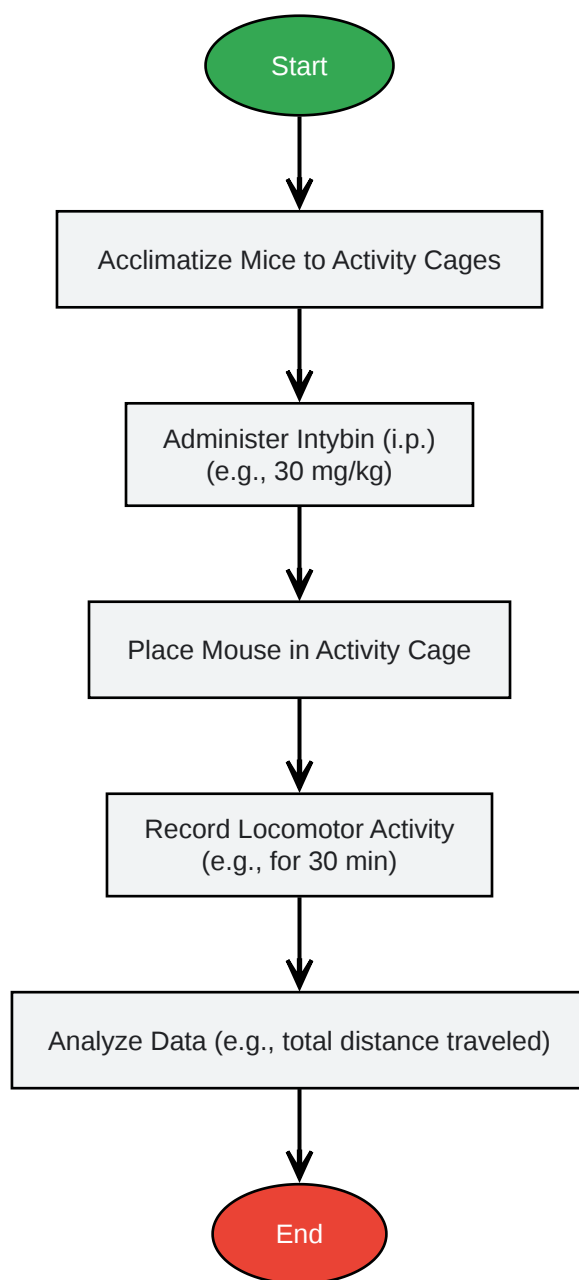 Start
Acclimatize Mice to Activity Cages
Administer Intybin (i.p.)
(e.g., 30 mg/kg)
Place Mouse in Activity Cage
Record Locomotor Activity
(e.g., for 30 min)
Analyze Data (e.g., total distance traveled)
End